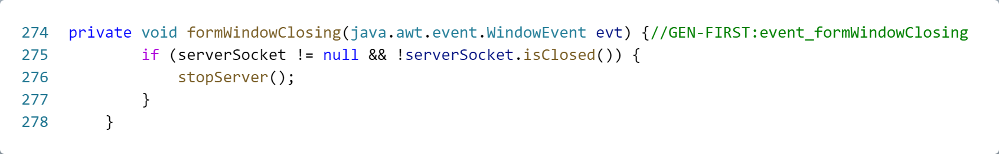 274 private void formWindowClosing(java.awt.event.WindowEvent evt) {//GEN-FIRST:event_formWindowClosing
275         if (serverSocket != null && !serverSocket.isClosed()) {
276             stopServer();
277         }
278     }